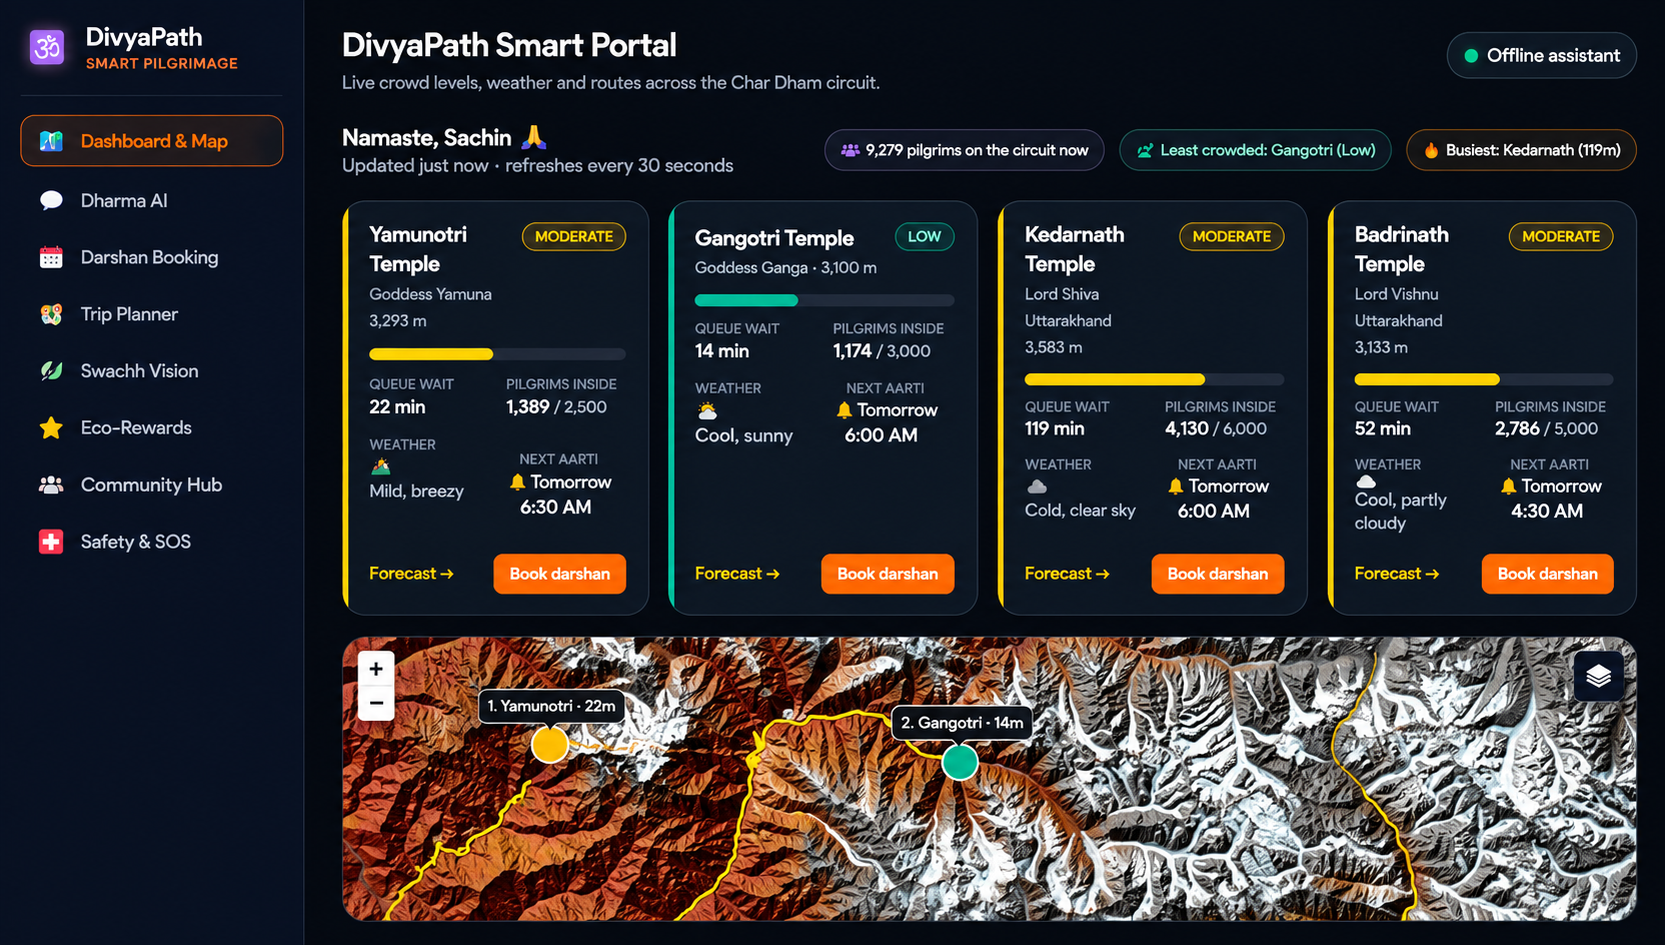 ॐ
DivyaPath
SMART PILGRIMAGE
Dashboard & Map
Dharma AI
Darshan Booking
Trip Planner
Swachh Vision
Eco-Rewards
Community Hub
Safety & SOS
DivyaPath Smart Portal
Live crowd levels, weather and routes across the Char Dham circuit.
Offline assistant
Namaste, Sachin 🙏
Updated just now · refreshes every 30 seconds
9,279 pilgrims on the circuit now
Least crowded: Gangotri (Low)
Busiest: Kedarnath (119m)
Yamunotri
Temple
MODERATE
Goddess Yamuna
3,293 m
QUEUE WAIT
22 min
PILGRIMS INSIDE
1,389 / 2,500
WEATHER
Mild, breezy
NEXT AARTI
Tomorrow
6:30 AM
Forecast →
Book darshan
Gangotri Temple
LOW
Goddess Ganga · 3,100 m
QUEUE WAIT
14 min
PILGRIMS INSIDE
1,174 / 3,000
WEATHER
Cool, sunny
NEXT AARTI
Tomorrow
6:00 AM
Forecast →
Book darshan
Kedarnath
Temple
MODERATE
Lord Shiva
Uttarakhand
3,583 m
QUEUE WAIT
119 min
PILGRIMS INSIDE
4,130 / 6,000
WEATHER
Cold, clear sky
NEXT AARTI
Tomorrow
6:00 AM
Forecast →
Book darshan
Badrinath
Temple
MODERATE
Lord Vishnu
Uttarakhand
3,133 m
QUEUE WAIT
52 min
PILGRIMS INSIDE
2,786 / 5,000
WEATHER
Cool, partly
cloudy
NEXT AARTI
Tomorrow
4:30 AM
Forecast →
Book darshan
+
−
1. Yamunotri · 22m
2. Gangotri · 14m